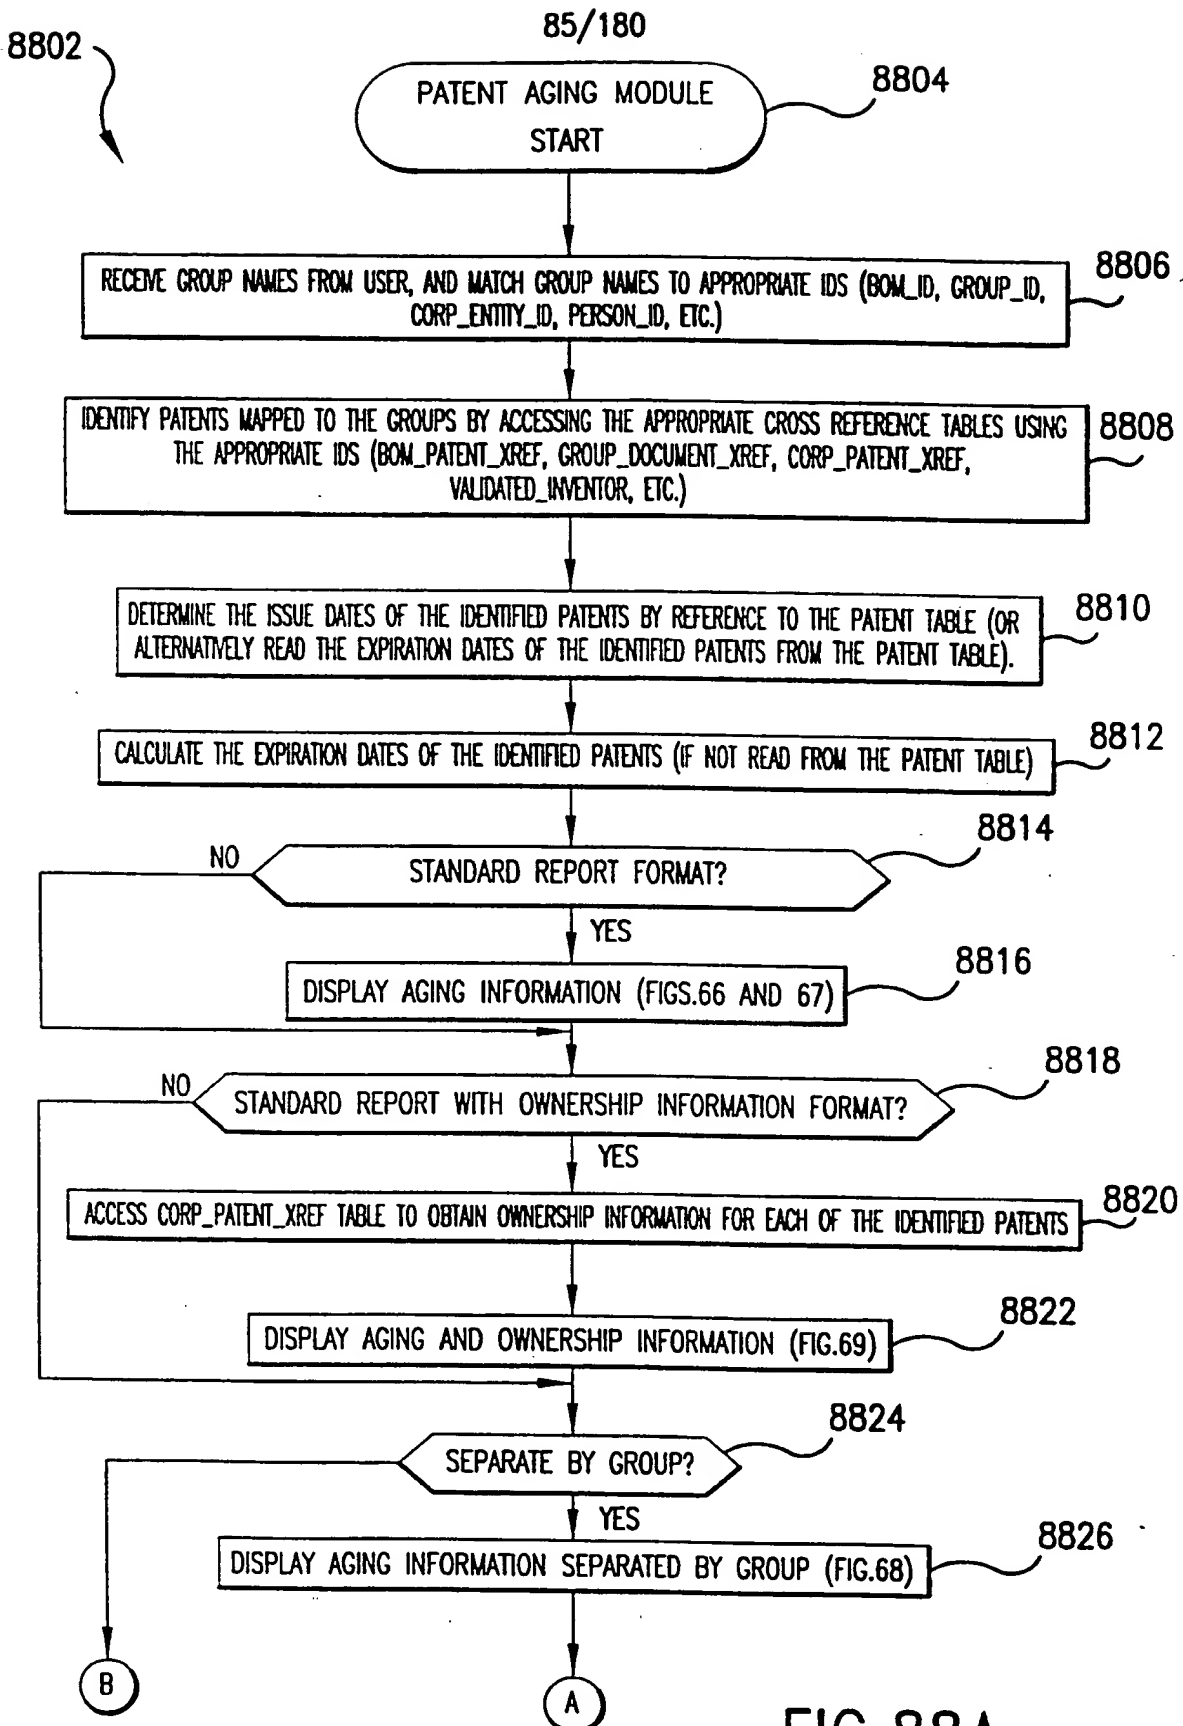 85/180
8802
PATENT AGING MODULE
START
8804
RECEIVE GROUP NAMES FROM USER, AND MATCH GROUP NAMES TO APPROPRIATE IDS (BOM_ID, GROUP_ID,
CORP_ENTITY_ID, PERSON_ID, ETC.)
8806
IDENTIFY PATENTS MAPPED TO THE GROUPS BY ACCESSING THE APPROPRIATE CROSS REFERENCE TABLES USING
THE APPROPRIATE IDS (BOM_PATENT_XREF, GROUP_DOCUMENT_XREF, CORP_PATENT_XREF,
VALIDATED_INVENTOR, ETC.)
8808
DETERMINE THE ISSUE DATES OF THE IDENTIFIED PATENTS BY REFERENCE TO THE PATENT TABLE (OR
ALTERNATIVELY READ THE EXPIRATION DATES OF THE IDENTIFIED PATENTS FROM THE PATENT TABLE).
8810
CALCULATE THE EXPIRATION DATES OF THE IDENTIFIED PATENTS (IF NOT READ FROM THE PATENT TABLE)
8812
NO
STANDARD REPORT FORMAT?
8814
YES
DISPLAY AGING INFORMATION (FIGS.66 AND 67)
8816
NO
STANDARD REPORT WITH OWNERSHIP INFORMATION FORMAT?
8818
YES
ACCESS CORP_PATENT_XREF TABLE TO OBTAIN OWNERSHIP INFORMATION FOR EACH OF THE IDENTIFIED PATENTS
8820
DISPLAY AGING AND OWNERSHIP INFORMATION (FIG.69)
8822
SEPARATE BY GROUP?
8824
YES
DISPLAY AGING INFORMATION SEPARATED BY GROUP (FIG.68)
8826
B
A
FIG.88A